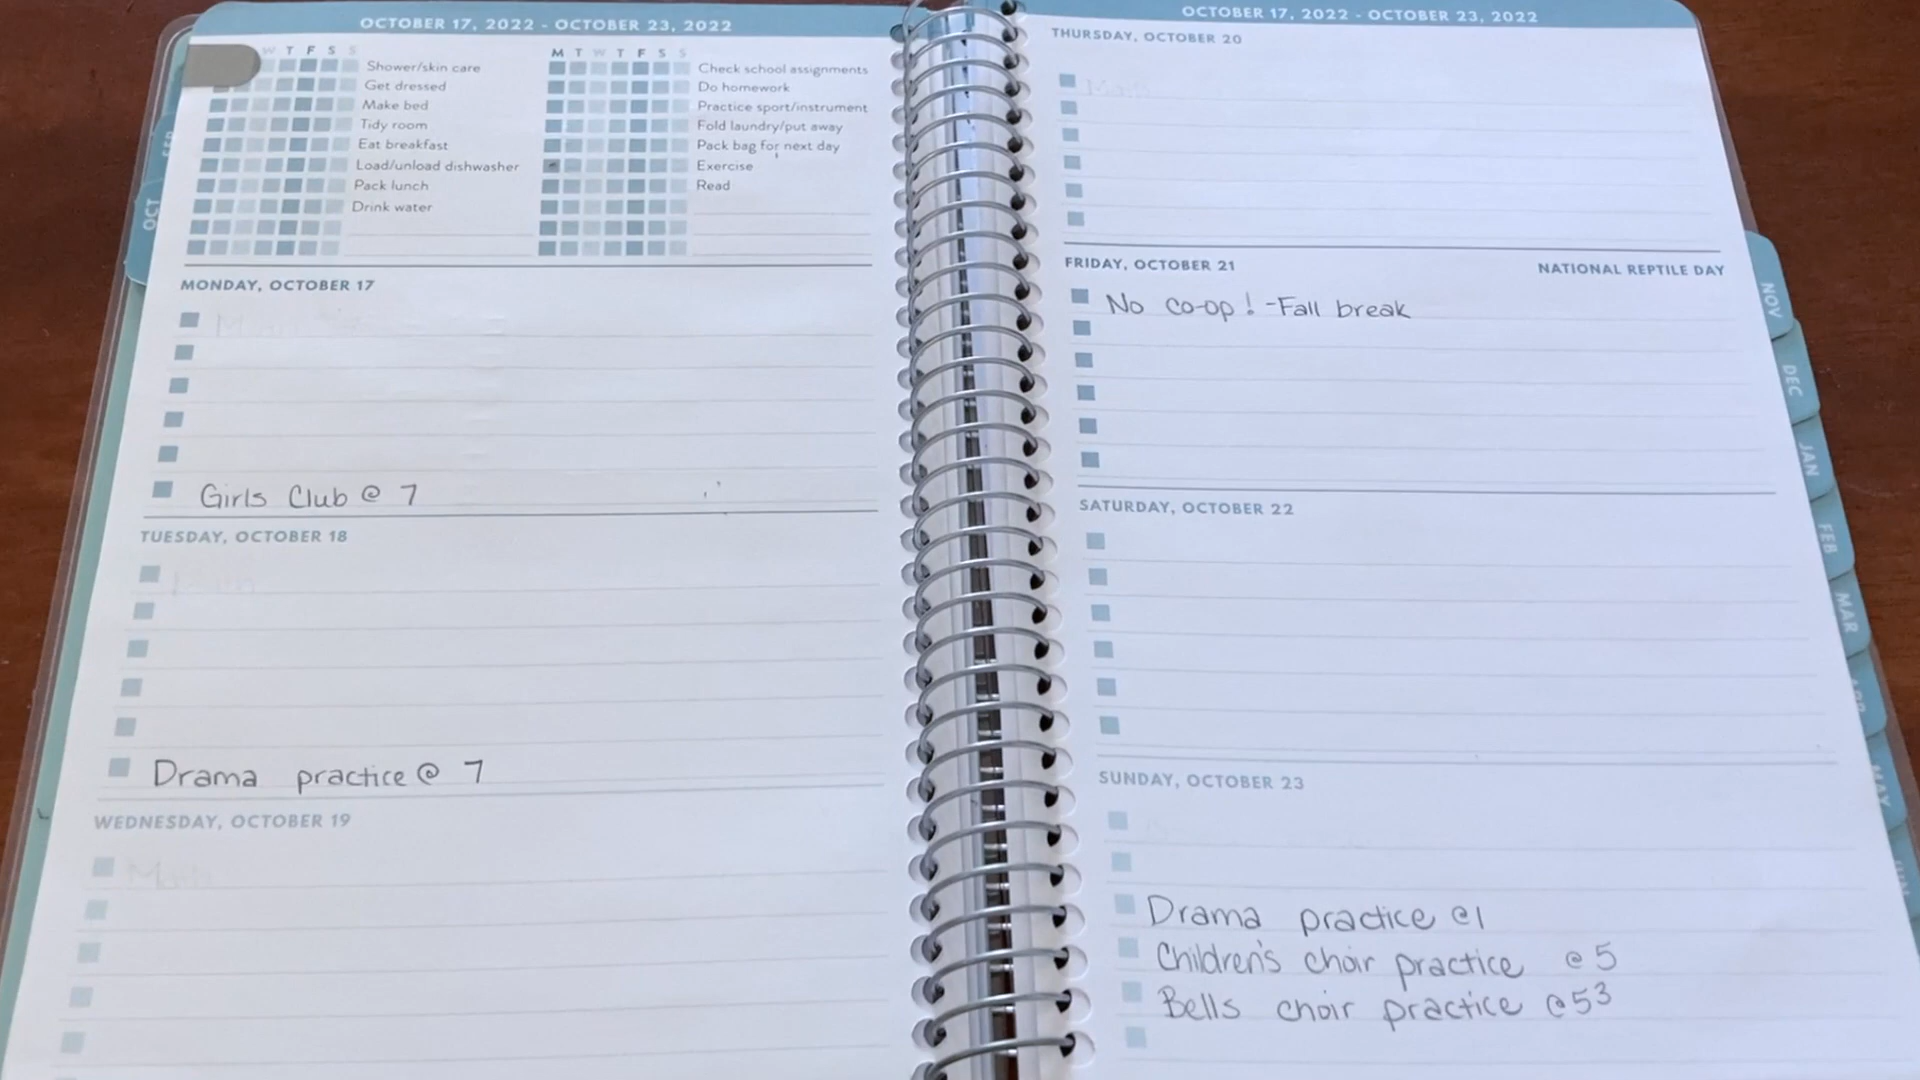 OCTOBER 17, 2022 - OCTOBER 23, 2022
W T F S S
Shower/skin care
Get dressed
Make bed
Tidy room
Eat breakfast
Load/unload dishwasher
Pack lunch
Drink water
M T W T F S S
Check school assignments
Do homework
Practice sport/instrument
Fold laundry/put away
Pack bag for next day
Exercise
Read
MONDAY, OCTOBER 17
Girls Club @ 7
TUESDAY, OCTOBER 18
Drama practice @ 7
WEDNESDAY, OCTOBER 19
Math
OCT
OCTOBER 17, 2022 - OCTOBER 23, 2022
THURSDAY, OCTOBER 20
FRIDAY, OCTOBER 21 NATIONAL REPTILE DAY
No co-op! -Fall break
SATURDAY, OCTOBER 22
SUNDAY, OCTOBER 23
Drama practice @1
Children's choir practice @ 5
Bells choir practice @ 5³
NOV
DEC
JAN
FEB
MAR
APR
MAY